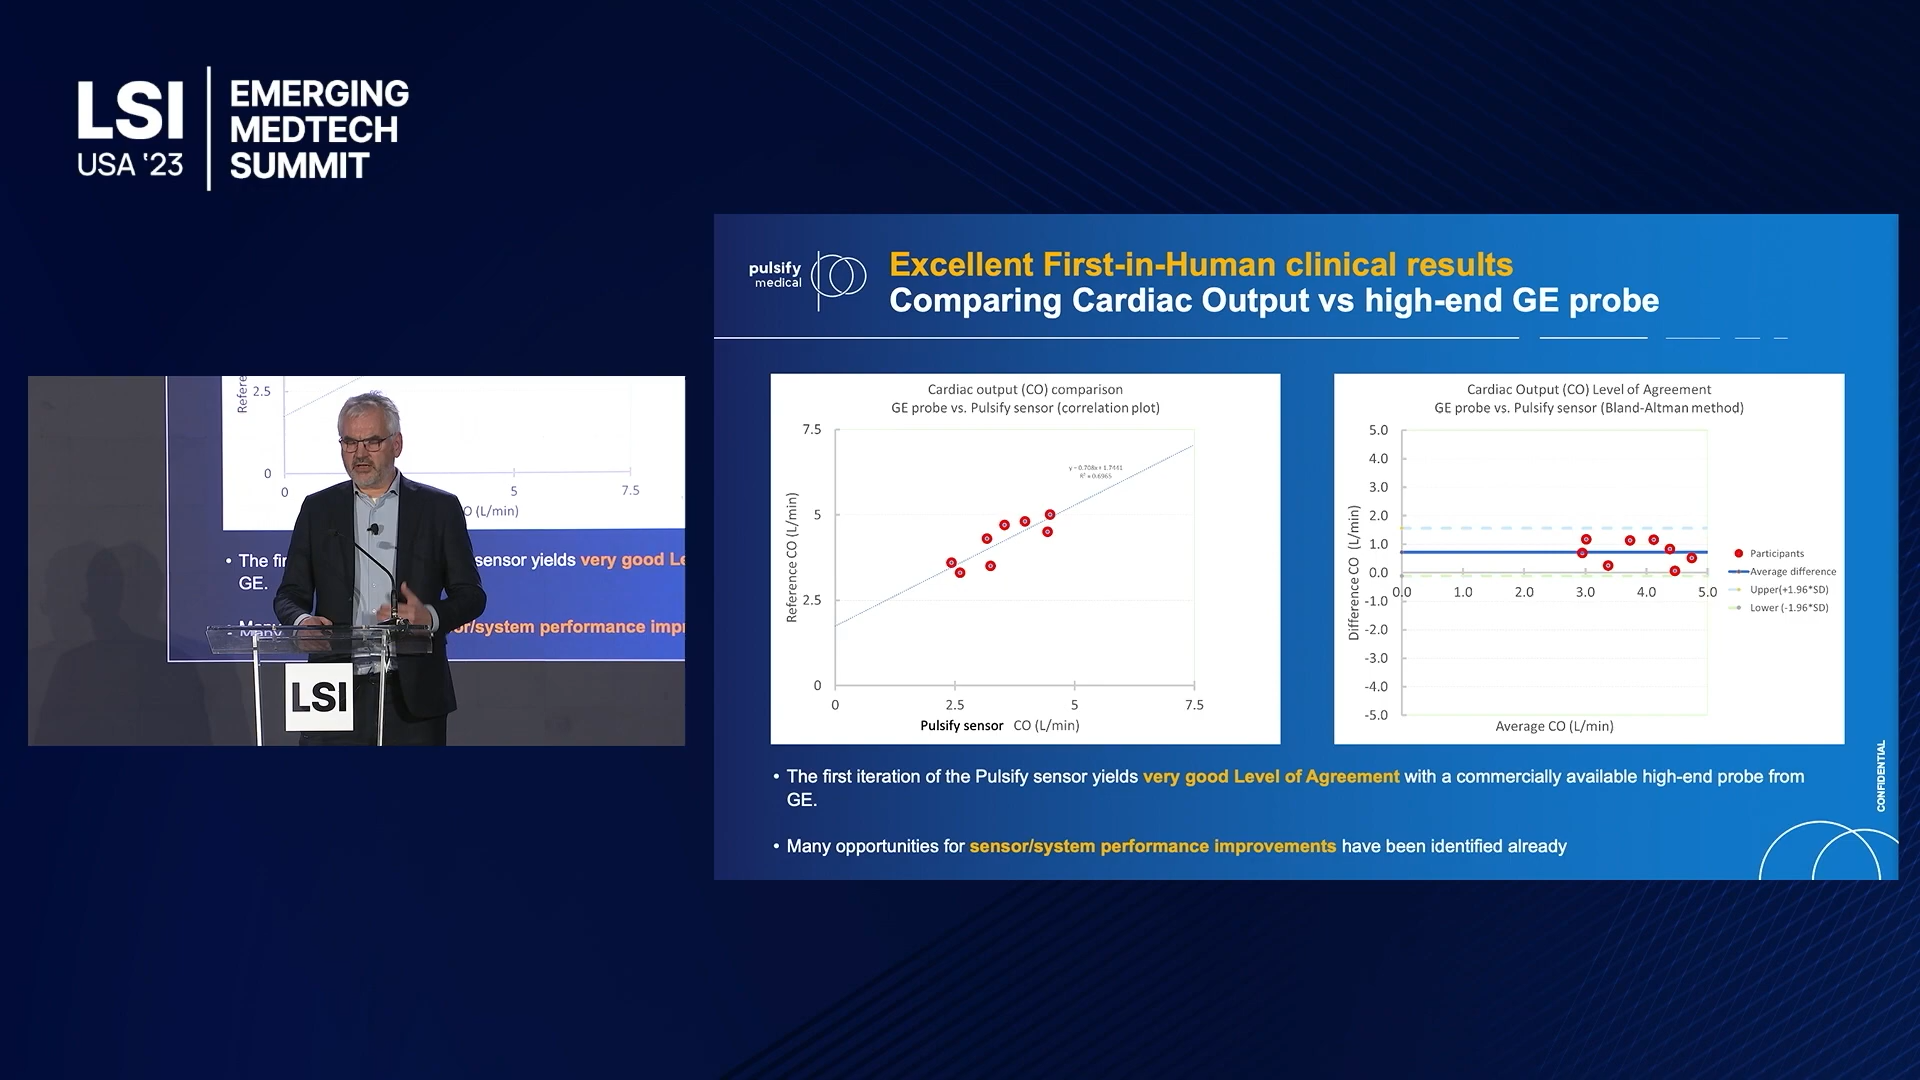 LSI
USA '23
EMERGING
MEDTECH
SUMMIT
pulsify
medical
Excellent First-in-Human clinical results
Comparing Cardiac Output vs high-end GE probe
Cardiac output (CO) comparison
GE probe vs. Pulsify sensor (correlation plot)
7.5
5
2.5
0
0 2.5 5 7.5
Reference CO (L/min)
y = 0.708x + 1.7441
R² = 0.6965
Pulsify sensor CO (L/min)
Cardiac Output (CO) Level of Agreement
GE probe vs. Pulsify sensor (Bland-Altman method)
5.0
4.0
3.0
2.0
1.0
0.0
0.0 1.0 2.0 3.0 4.0 5.0
-1.0
-2.0
-3.0
-4.0
-5.0
Difference CO (L/min)
Average CO (L/min)
Participants
Average difference
Upper(+1.96*SD)
Lower (-1.96*SD)
• The first iteration of the Pulsify sensor yields very good Level of Agreement with a commercially available high-end probe from
GE.
• Many opportunities for sensor/system performance improvements have been identified already
CONFIDENTIAL
2.5
0
0 5 7.5
O (L/min)
• The fir sensor yields very good Le
GE.
• Many or/system performance impr
LSI